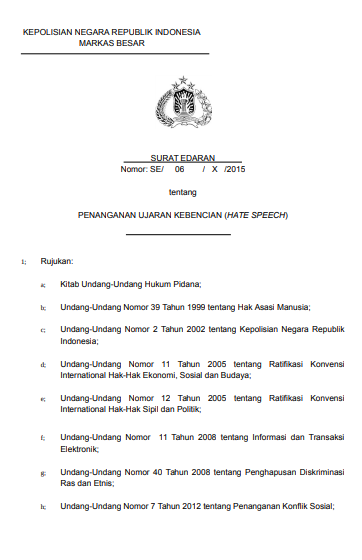 KEPOLISIAN NEGARA REPUBLIK INDONESIA
MARKAS BESAR
SURAT EDARAN
Nomor: SE/ 06 / X /2015
tentang
PENANGANAN UJARAN KEBENCIAN (HATE SPEECH)
1; Rujukan:
a; Kitab Undang-Undang Hukum Pidana;
b; Undang-Undang Nomor 39 Tahun 1999 tentang Hak Asasi Manusia;
c; Undang-Undang Nomor 2 Tahun 2002 tentang Kepolisian Negara Republik
Indonesia;
d; Undang-Undang Nomor 11 Tahun 2005 tentang Ratifikasi Konvensi
International Hak-Hak Ekonomi, Sosial dan Budaya;
e; Undang-Undang Nomor 12 Tahun 2005 tentang Ratifikasi Konvensi
International Hak-Hak Sipil dan Politik;
f; Undang-Undang Nomor 11 Tahun 2008 tentang Informasi dan Transaksi
Elektronik;
g; Undang-Undang Nomor 40 Tahun 2008 tentang Penghapusan Diskriminasi
Ras dan Etnis;
h; Undang-Undang Nomor 7 Tahun 2012 tentang Penanganan Konflik Sosial;